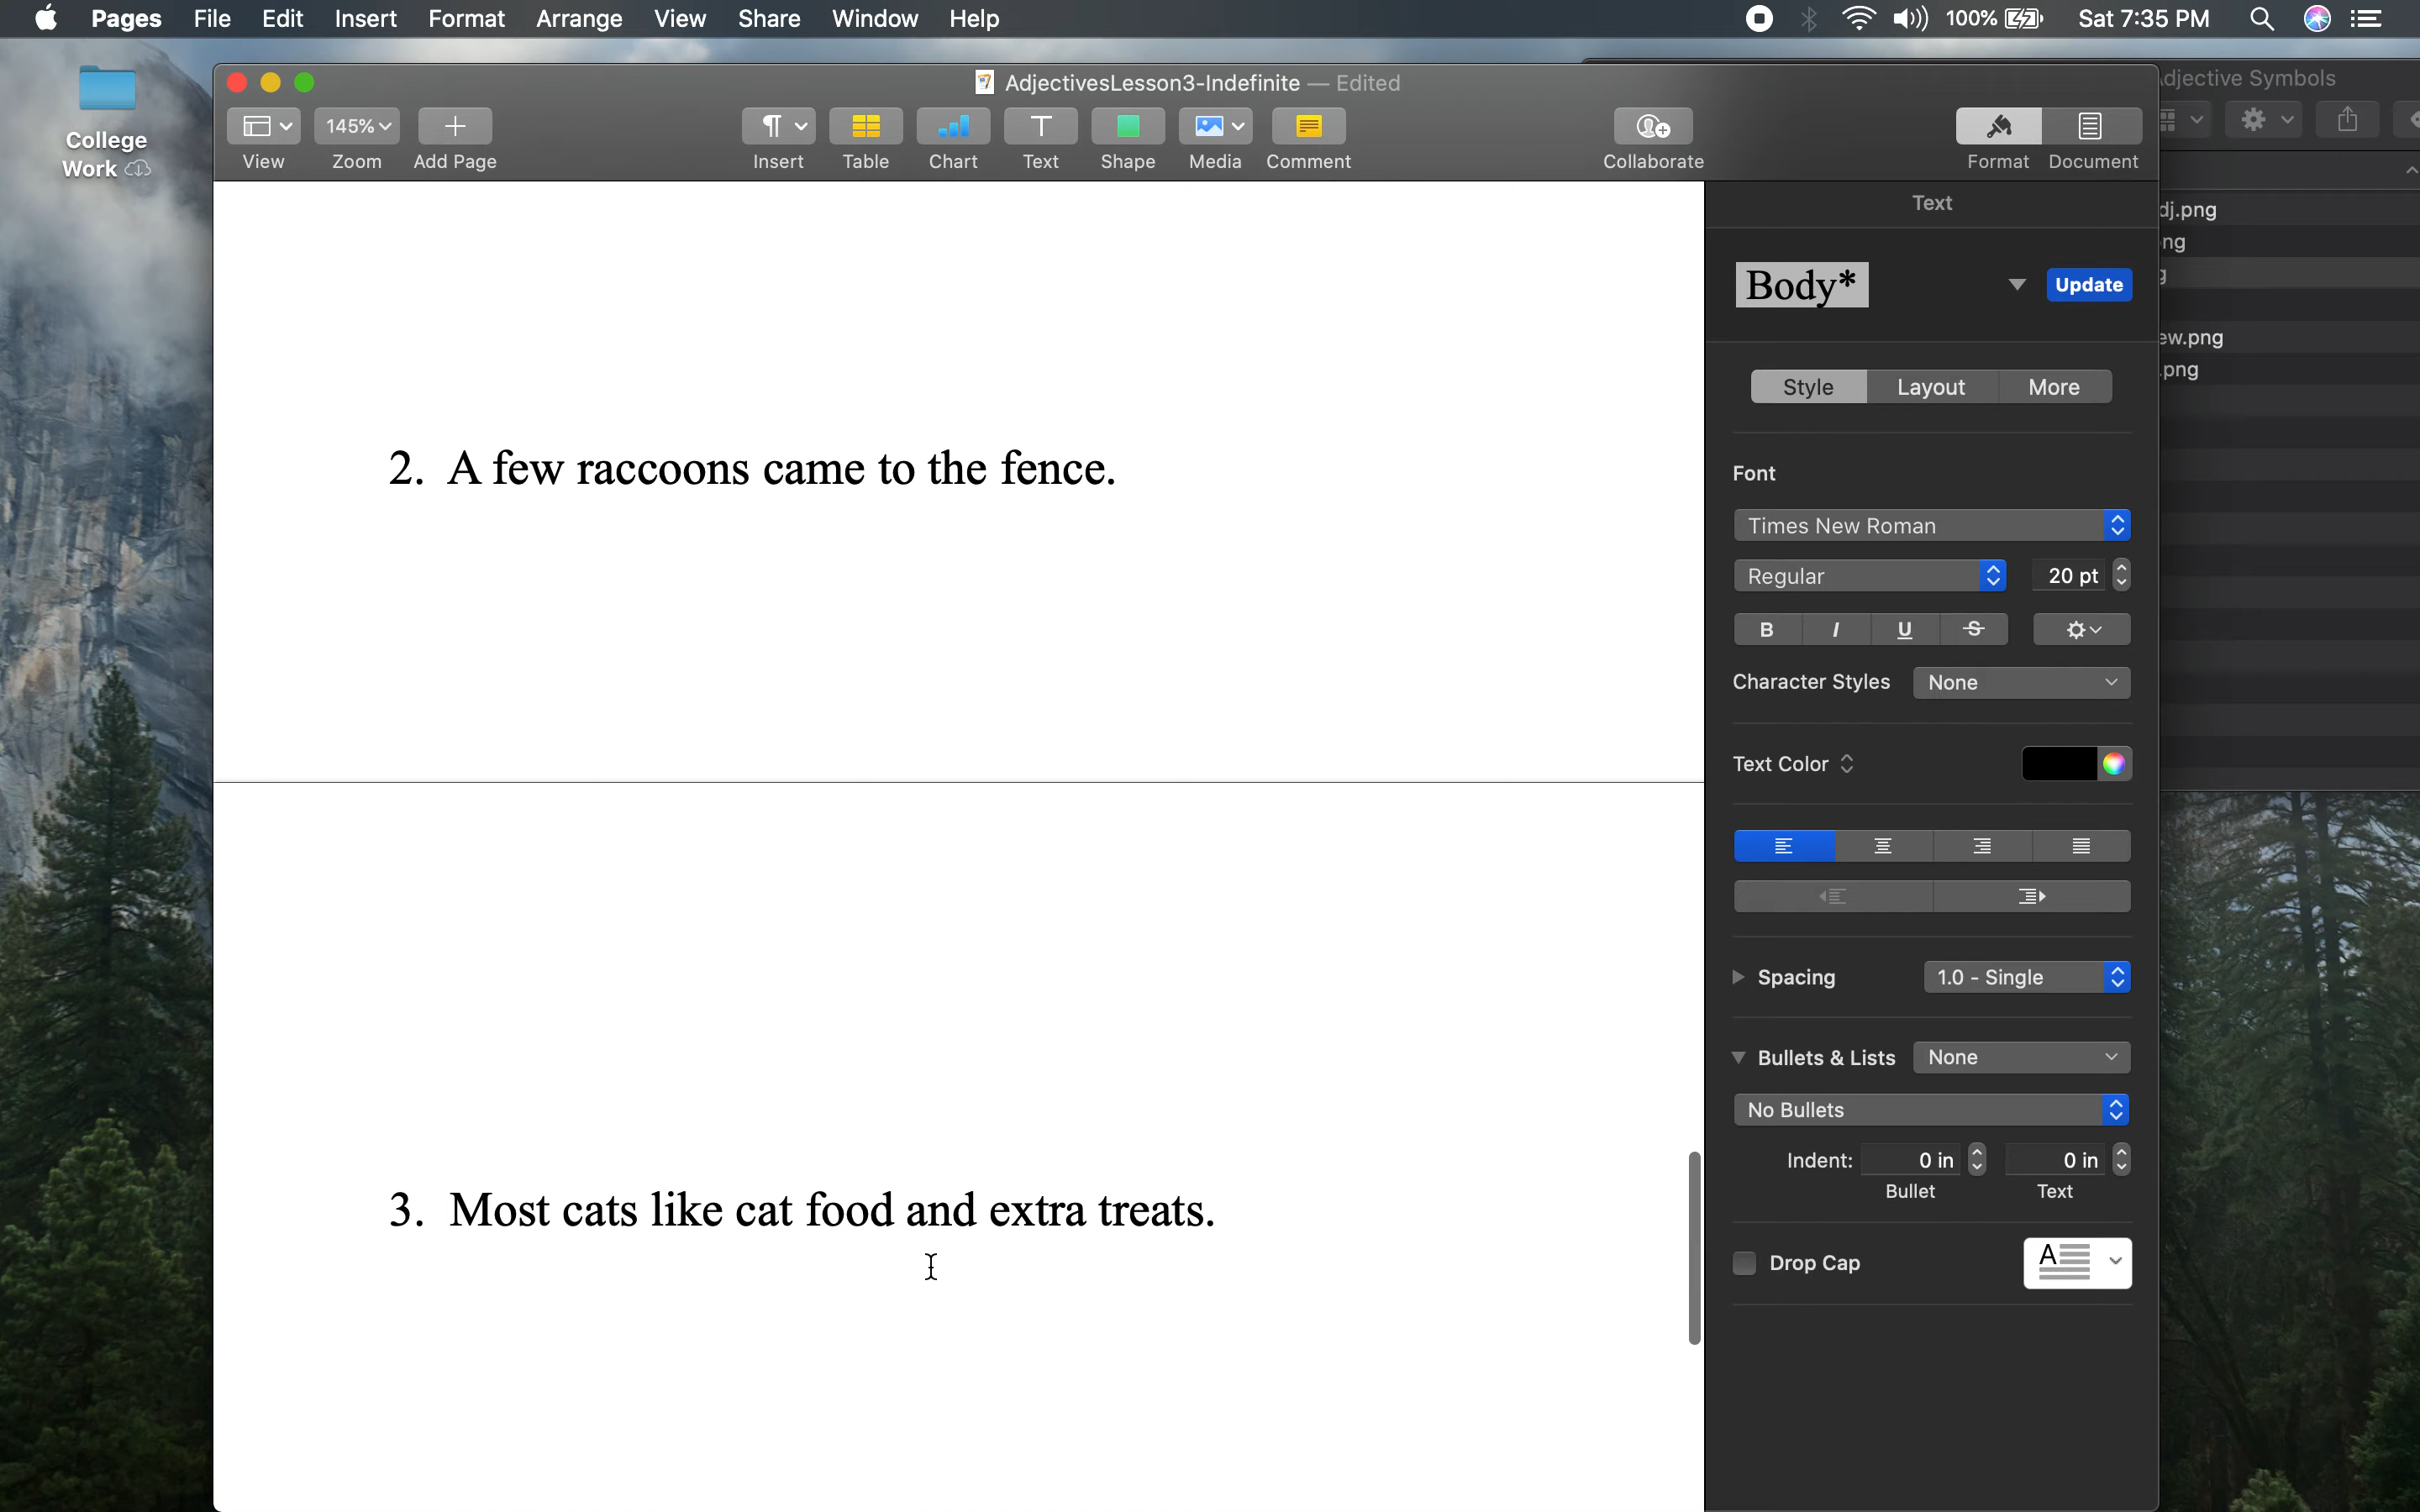 Pages File Edit Insert Format Arrange View Share Window Help 100% Sat 7:35 PM
College
Work
AdjectivesLesson3-Indefinite — Edited
djective Symbols
145%
View Zoom Add Page Insert Table Chart Text Shape Media Comment Collaborate Format Document
Text
dj.png
ng
g
Body* Update
ew.png
.png
Style Layout More
2. A few raccoons came to the fence.
Font
Times New Roman
Regular 20 pt
B I U S
Character Styles None
Text Color
Spacing 1.0 - Single
Bullets & Lists None
No Bullets
Indent: 0 in 0 in
Bullet Text
3. Most cats like cat food and extra treats.
Drop Cap
A